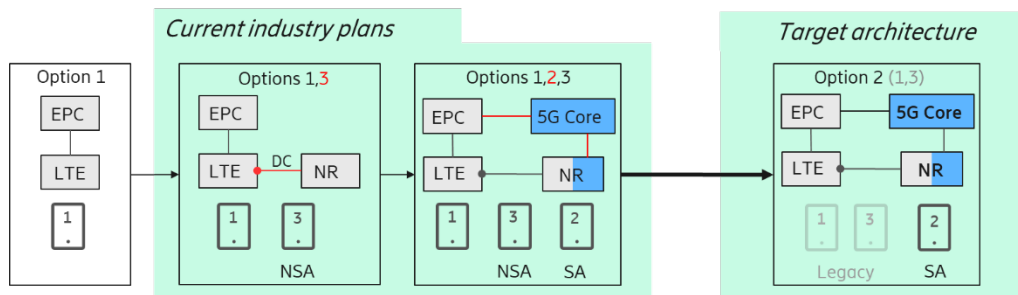 Current industry plans
Target architecture
Option 1
EPC
LTE
1
Options 1,3
EPC
LTE
DC
NR
1
3
NSA
Options 1,2,3
EPC
5G Core
LTE
NR
1
3
2
NSA
SA
Option 2 (1,3)
EPC
5G Core
LTE
NR
1
3
2
Legacy
SA